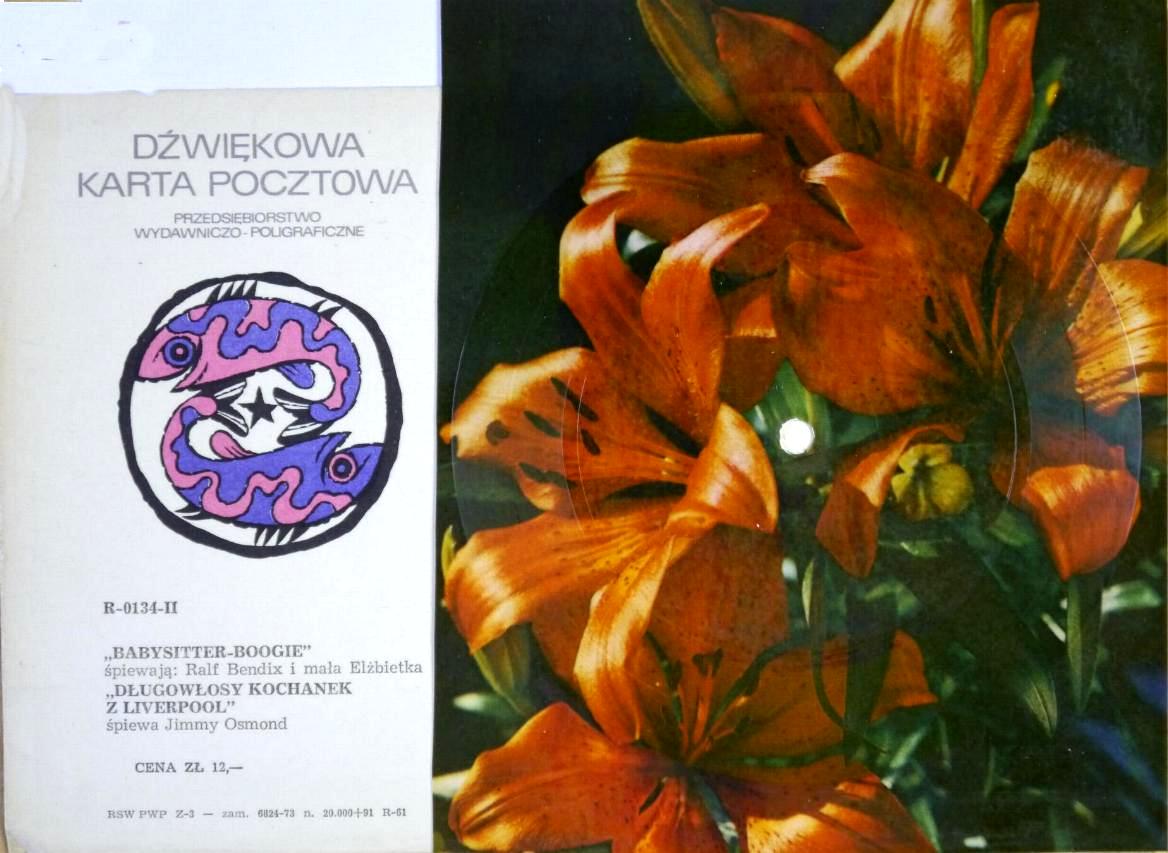 DŹWIĘKOWA
KARTA POCZTOWA
PRZEDSIĘBIORSTWO
WYDAWNICZO-POLIGRAFICZNE
R-0134-II
„BABYSITTER-BOOGIE”
śpiewają: Ralf Bendix i mała Elżbietka
„DŁUGOWŁOSY KOCHANEK
Z LIVERPOOL”
śpiewa Jimmy Osmond
CENA ZŁ 12,—
RSW PWP Z-3 — zam. 6824-73 n. 20.000+91 R-61